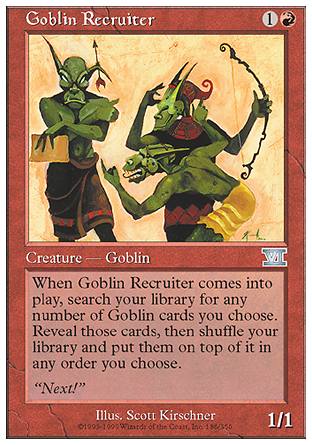 Goblin Recruiter 1
Creature — Goblin VI
When Goblin Recruiter comes into
play, search your library for any
number of Goblin cards you choose.
Reveal those cards, then shuffle your
library and put them on top of it in
any order you choose.
“Next!”
Illus. Scott Kirschner
1/1